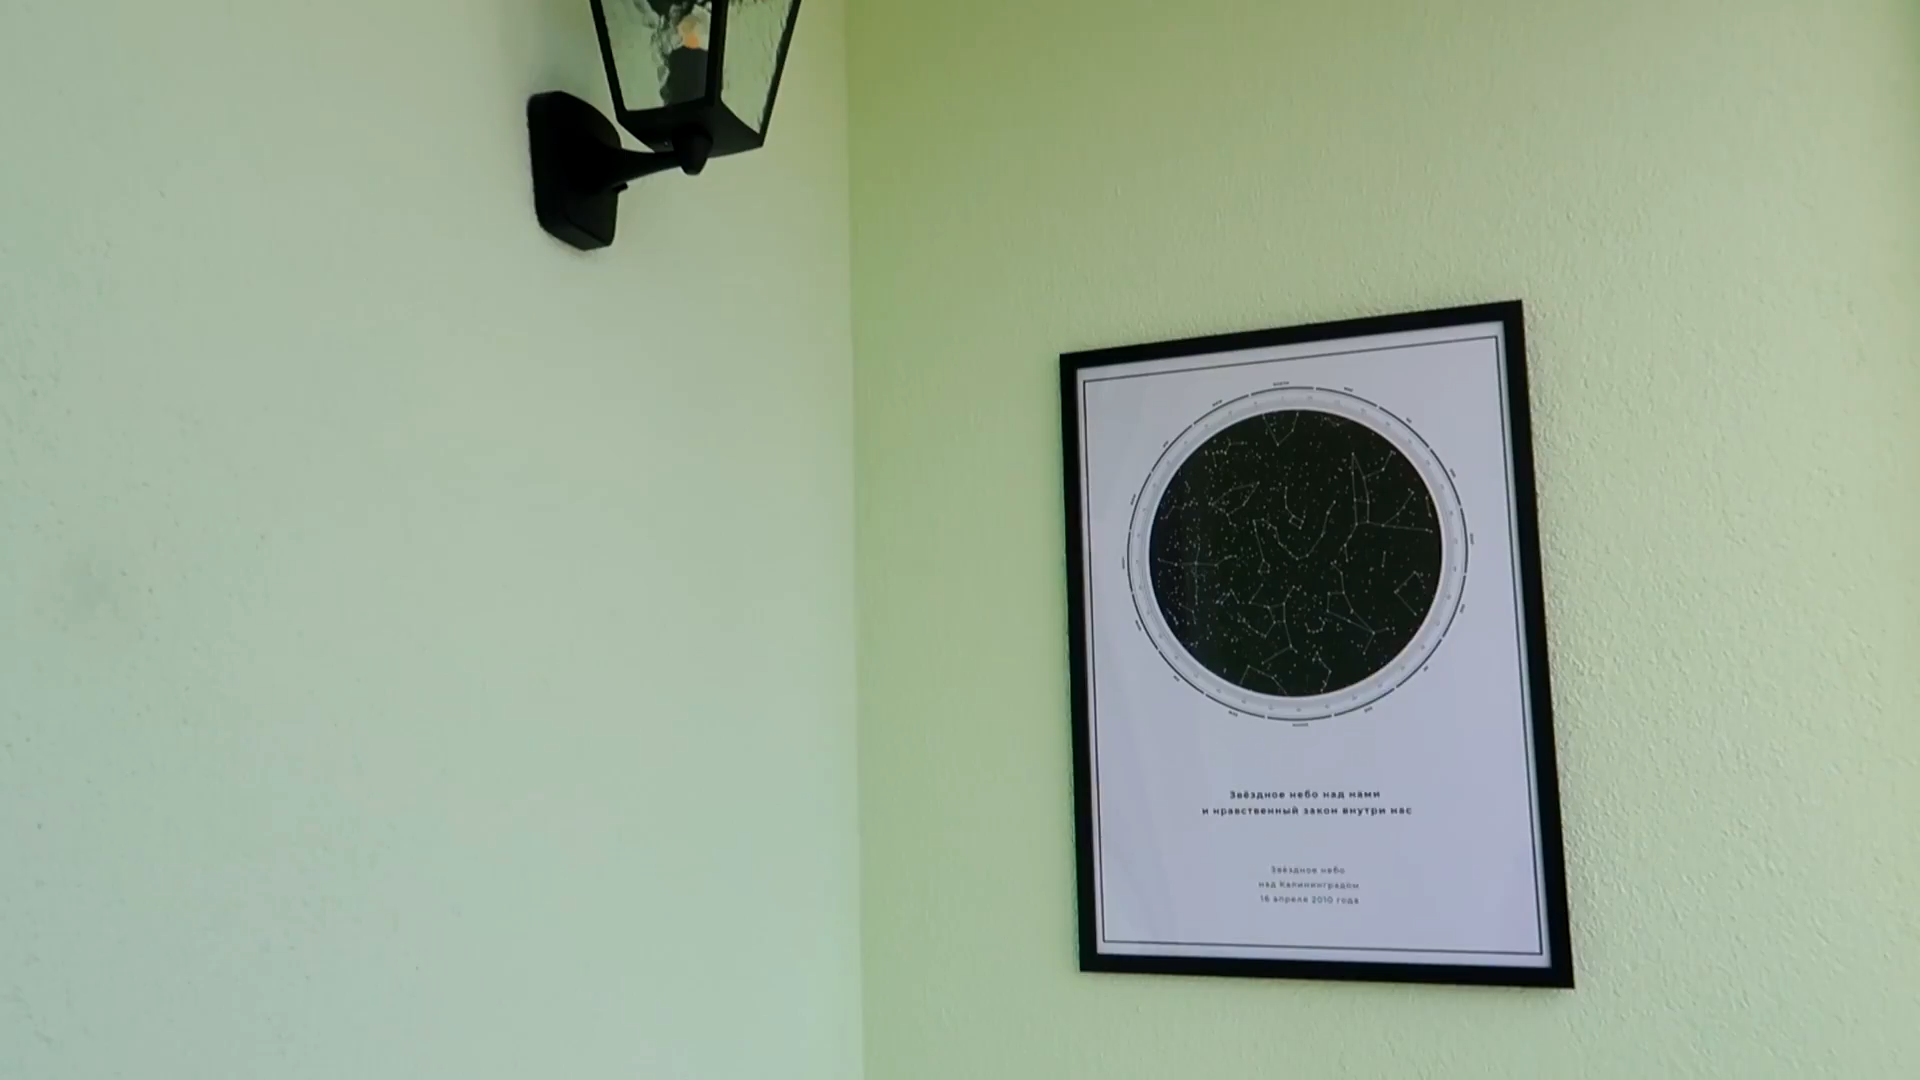 Звёздное небо над нами
и нравственный закон внутри нас
Звёздное небо
над Калининградом
16 апреля 2010 года